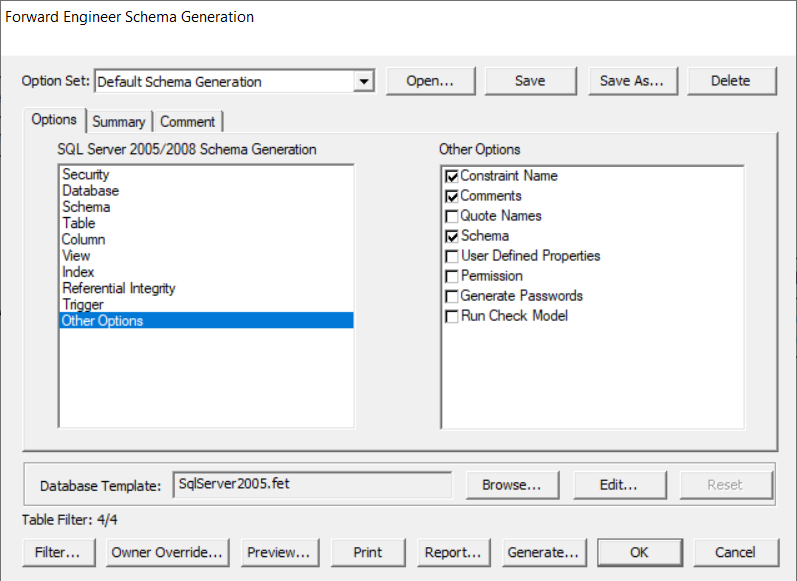 Forward Engineer Schema Generation
Option Set: Default Schema Generation Open... Save Save As... Delete
Options Summary Comment
SQL Server 2005/2008 Schema Generation
Security
Database
Schema
Table
Column
View
Index
Referential Integrity
Trigger
Other Options
Other Options
Constraint Name
Comments
Quote Names
Schema
User Defined Properties
Permission
Generate Passwords
Run Check Model
Database Template: SqlServer2005.fet Browse... Edit... Reset
Table Filter: 4/4
Filter... Owner Override... Preview... Print Report... Generate... OK Cancel